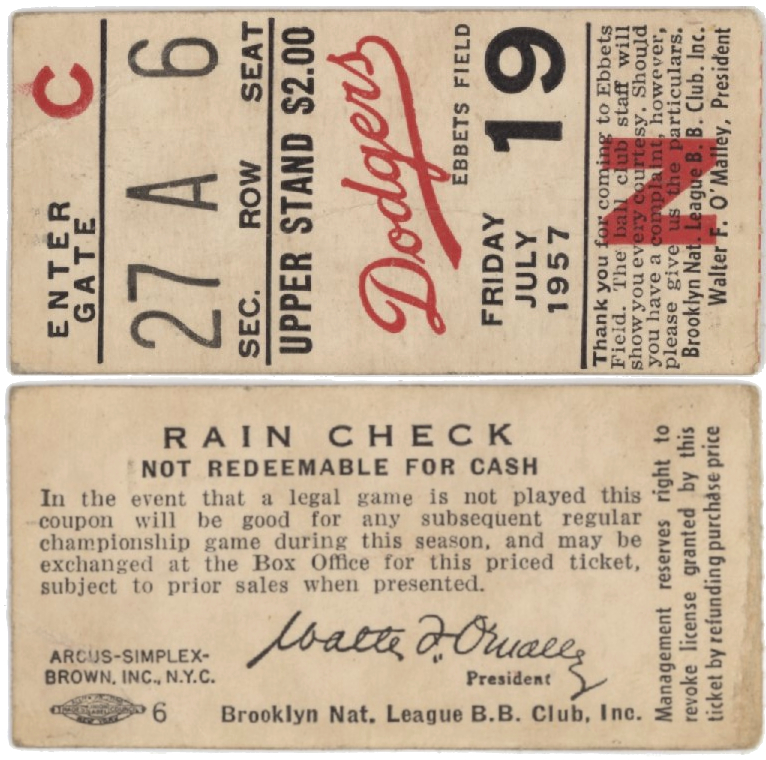 ENTER
GATE
C
27 A 6
SEC. ROW SEAT
UPPER STAND $2.00
Dodgers
EBBETS FIELD
FRIDAY
JULY
1957
19
Thank you for coming to Ebbets
Field. The ball club staff will
show you every courtesy. Should
you have a complaint, however,
please give us the particulars.
Brooklyn Nat. League B. B. Club. Inc.
Walter F. O'Malley, President
N
RAIN CHECK
NOT REDEEMABLE FOR CASH
In the event that a legal game is not played this
coupon will be good for any subsequent regular
championship game during this season, and may be
exchanged at the Box Office for this priced ticket,
subject to prior sales when presented.
Walter F. O'Malley
President
ARCUS-SIMPLEX-
BROWN, INC., N.Y.C.
6
Brooklyn Nat. League B.B. Club, Inc.
Management reserves right to
revoke license granted by this
ticket by refunding purchase price